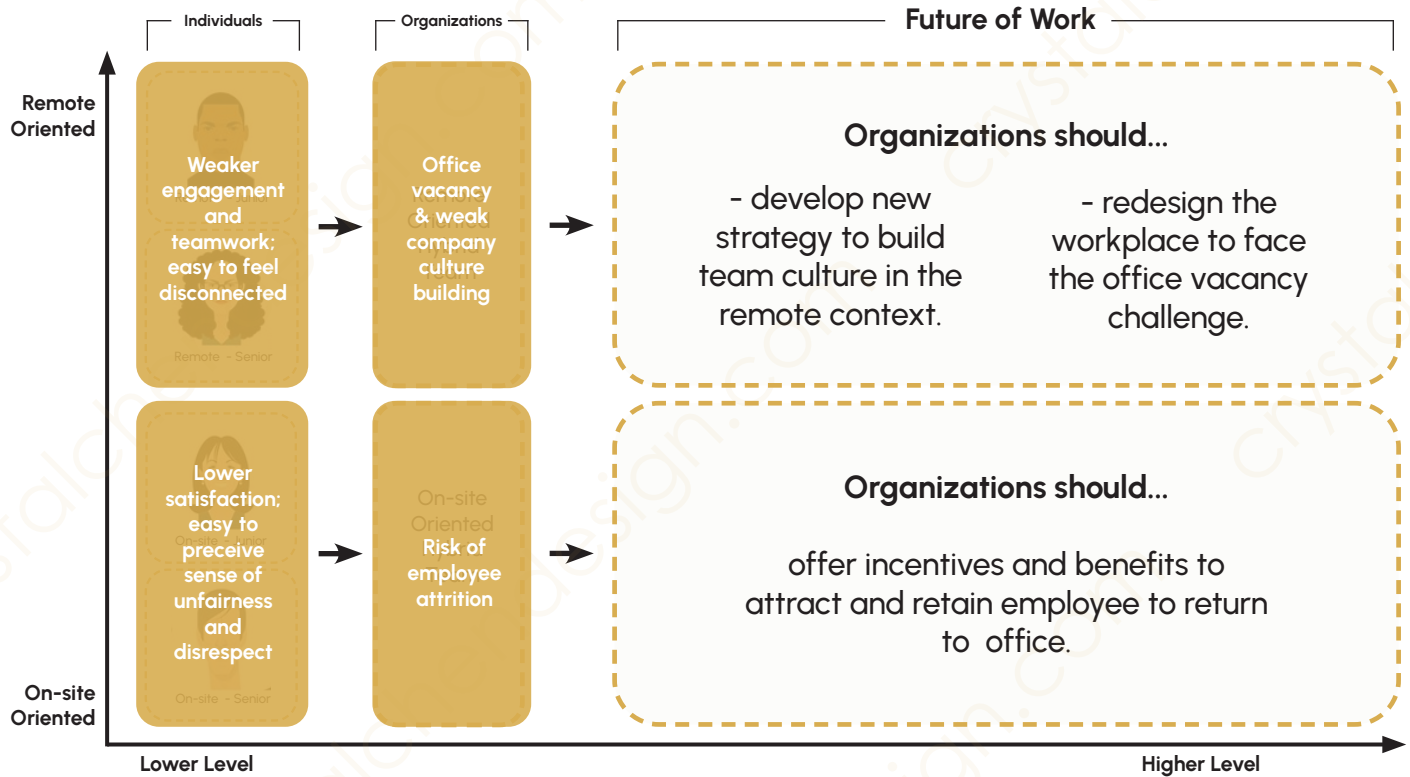 Individuals
Organizations
Future of Work
Remote
Oriented
Weaker
engagement
and
teamwork;
easy to feel
disconnected
Remote - Senior
Office
vacancy
& weak
company
culture
building
Organizations should...
- develop new
strategy to build
team culture in the
remote context.
- redesign the
workplace to face
the office vacancy
challenge.
Lower
satisfaction;
easy to
preceive
sense of
unfairness
and
disrespect
On-site - Junior
On-site - Senior
On-site
Oriented
Risk of
employee
attrition
Organizations should...
offer incentives and benefits to
attract and retain employee to return
to office.
On-site
Oriented
Lower Level
Higher Level